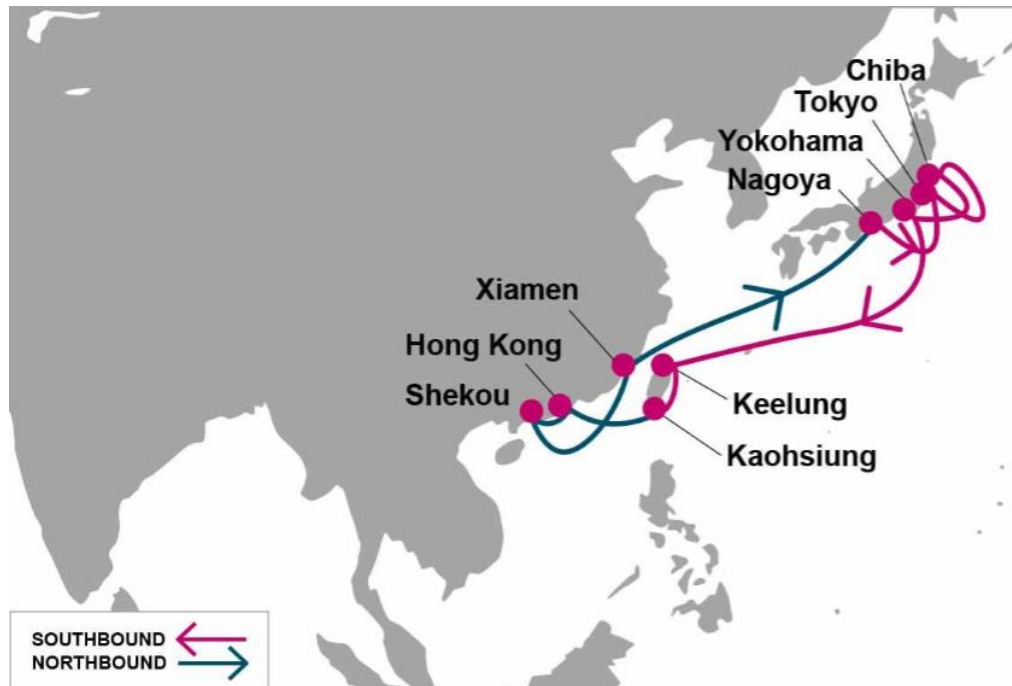 Chiba
Tokyo
Yokohama
Nagoya
Xiamen
Hong Kong
Shekou
Keelung
Kaohsiung
SOUTHBOUND
NORTHBOUND